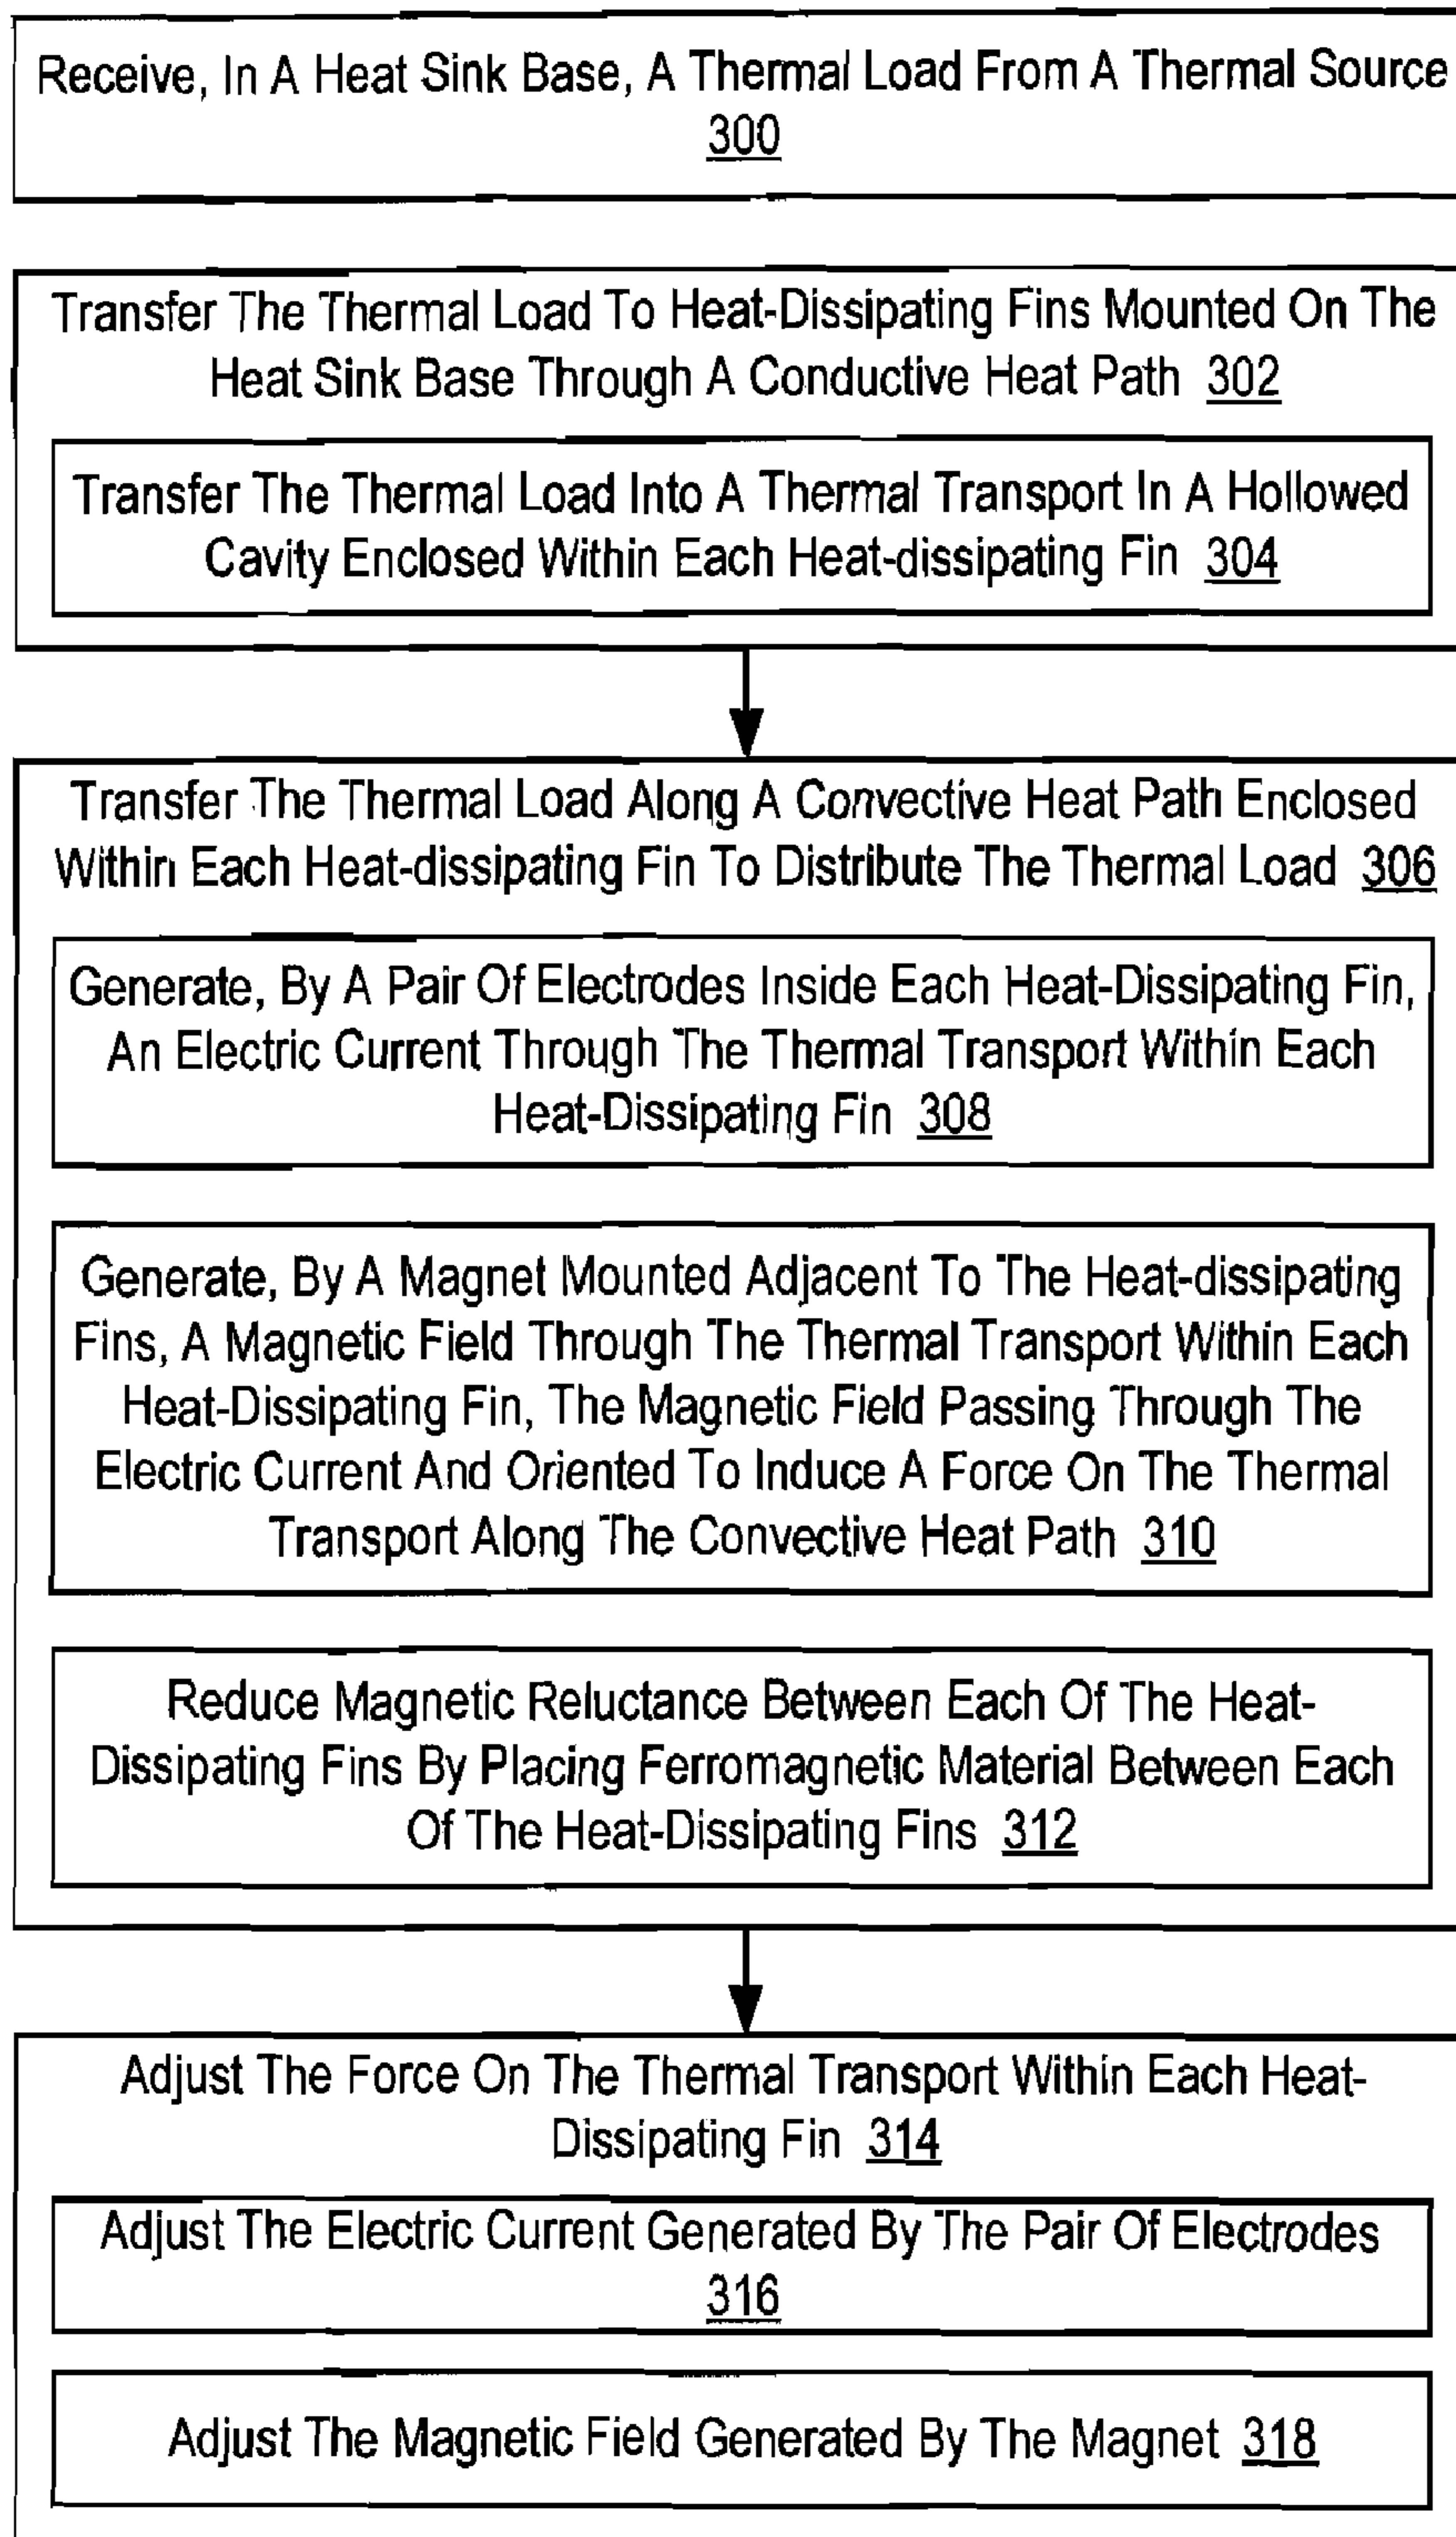 Receive, In A Heat Sink Base, A Thermal Load From A Thermal Source
300
Transfer The Thermal Load To Heat-Dissipating Fins Mounted On The
Heat Sink Base Through A Conductive Heat Path 302
Transfer The Thermal Load Into A Thermal Transport In A Hollowed
Cavity Enclosed Within Each Heat-dissipating Fin 304
Transfer The Thermal Load Along A Convective Heat Path Enclosed
Within Each Heat-dissipating Fin To Distribute The Thermal Load 306
Generate, By A Pair Of Electrodes Inside Each Heat-Dissipating Fin,
An Electric Current Through The Thermal Transport Within Each
Heat-Dissipating Fin 308
Generate, By A Magnet Mounted Adjacent To The Heat-dissipating
Fins, A Magnetic Field Through The Thermal Transport Within Each
Heat-Dissipating Fin, The Magnetic Field Passing Through The
Electric Current And Oriented To Induce A Force On The Thermal
Transport Along The Convective Heat Path 310
Reduce Magnetic Reluctance Between Each Of The Heat-
Dissipating Fins By Placing Ferromagnetic Material Between Each
Of The Heat-Dissipating Fins 312
Adjust The Force On The Thermal Transport Within Each Heat-
Dissipating Fin 314
Adjust The Electric Current Generated By The Pair Of Electrodes
316
Adjust The Magnetic Field Generated By The Magnet 318